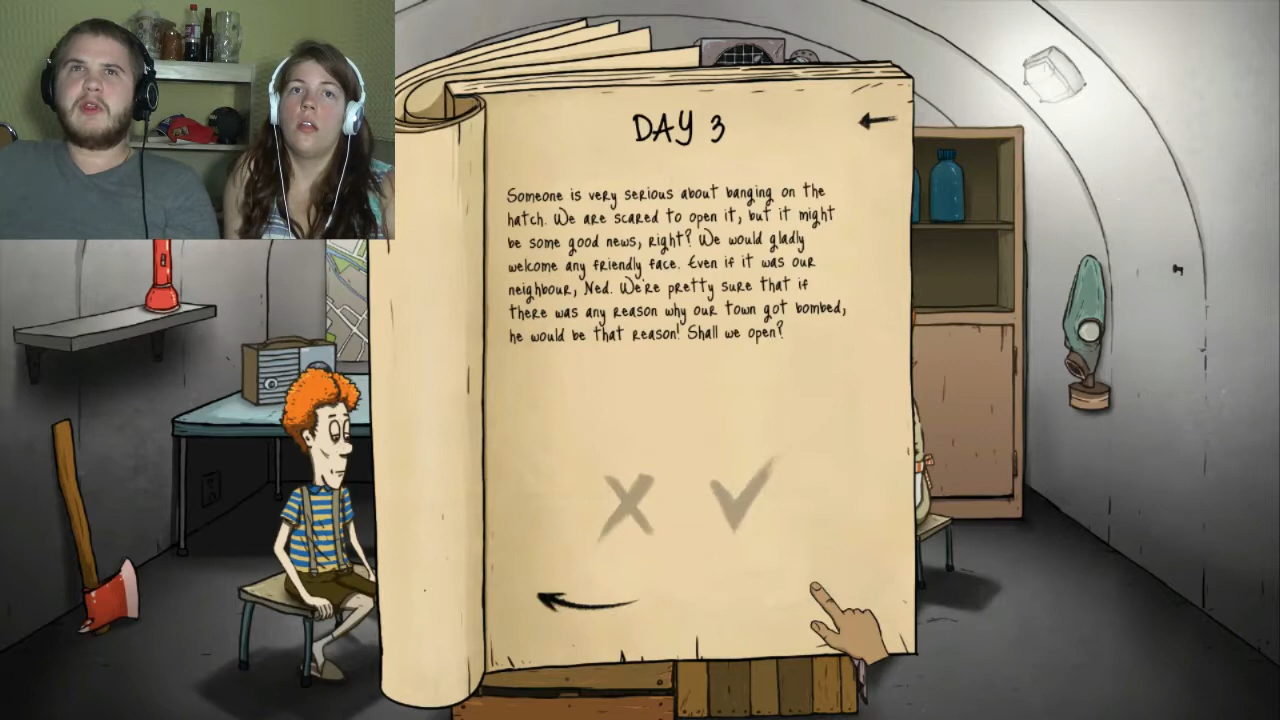 DAY 3
Someone is very serious about banging on the
hatch. We are scared to open it, but it might
be some good news, right? We would gladly
welcome any friendly face. Even if it was our
neighbour, Ned. We're pretty sure that if
there was any reason why our town got bombed,
he would be that reason! Shall we open?